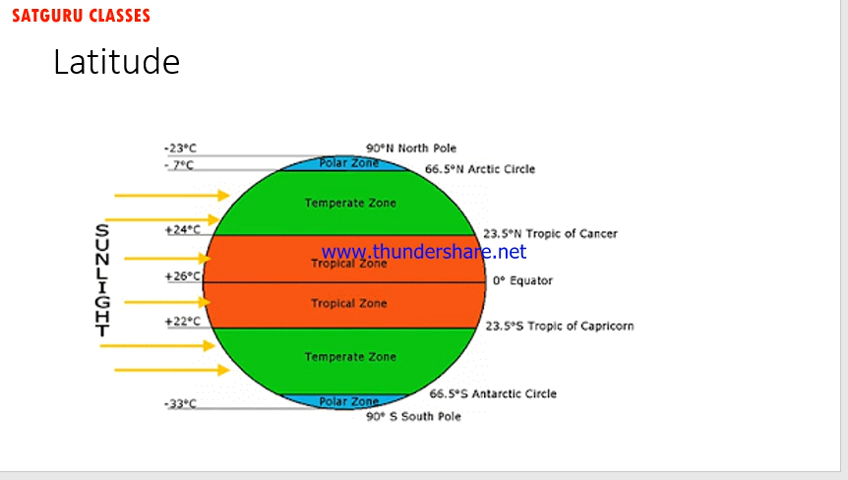 SATGURU CLASSES
Latitude
-23°C
90°N North Pole
- 7°C
Polar Zone
66.5°N Arctic Circle
Temperate Zone
SUNLIGHT
+24°C
23.5°N Tropic of Cancer
www.thundershare.net
Tropical Zone
+26°C
0° Equator
Tropical Zone
+22°C
23.5°S Tropic of Capricorn
Temperate Zone
66.5°S Antarctic Circle
-33°C
Polar Zone
90° S South Pole